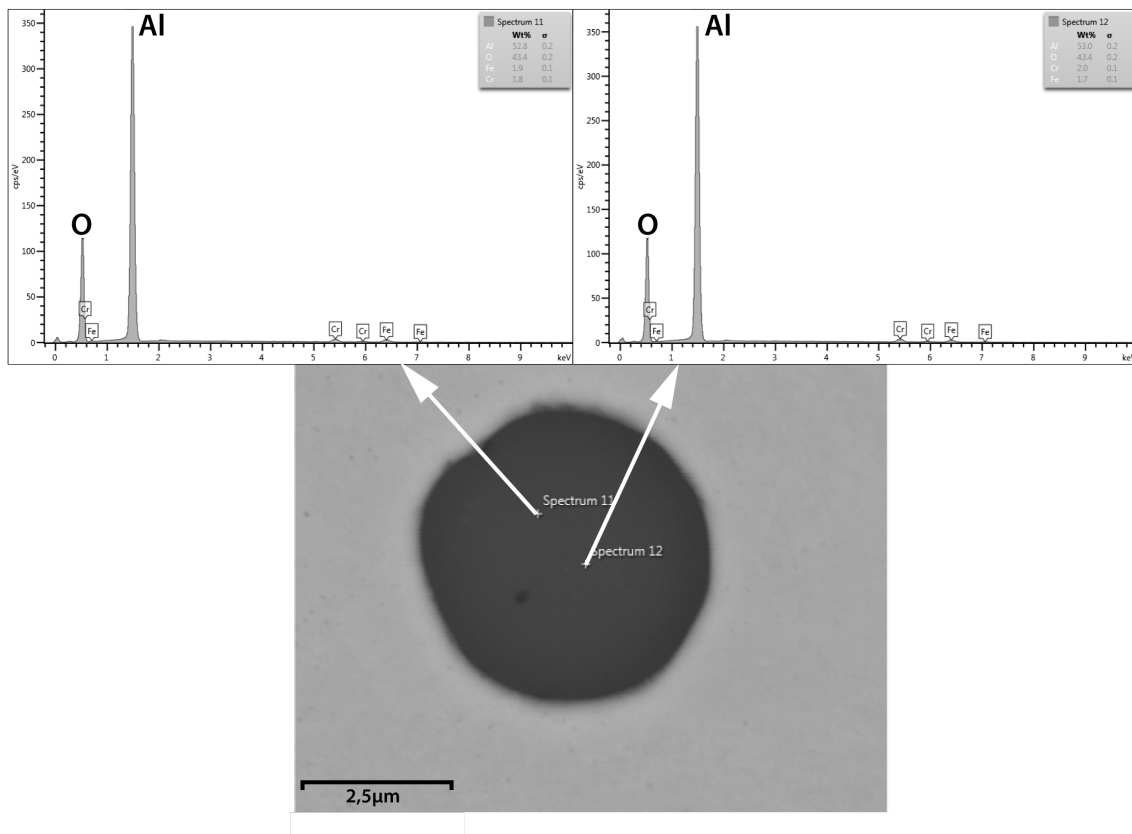 Al
Spectrum 11
Wt% σ
Al 52.8 0.2
O 43.4 0.2
Fe 1.9 0.1
Cr 1.8 0.1
350
300
250
200
150
100
50
0
cps/eV
O
Cr
Fe
Cr Cr Fe Fe
0 1 2 3 4 5 6 7 8 9 keV
Al
Spectrum 12
Wt% σ
Al 53.0 0.2
O 43.4 0.2
Cr 2.0 0.1
Fe 1.7 0.1
350
300
250
200
150
100
50
0
cps/eV
O
Cr
Fe
Cr Cr Fe Fe
0 1 2 3 4 5 6 7 8 9 keV
Spectrum 11
Spectrum 12
2,5μm